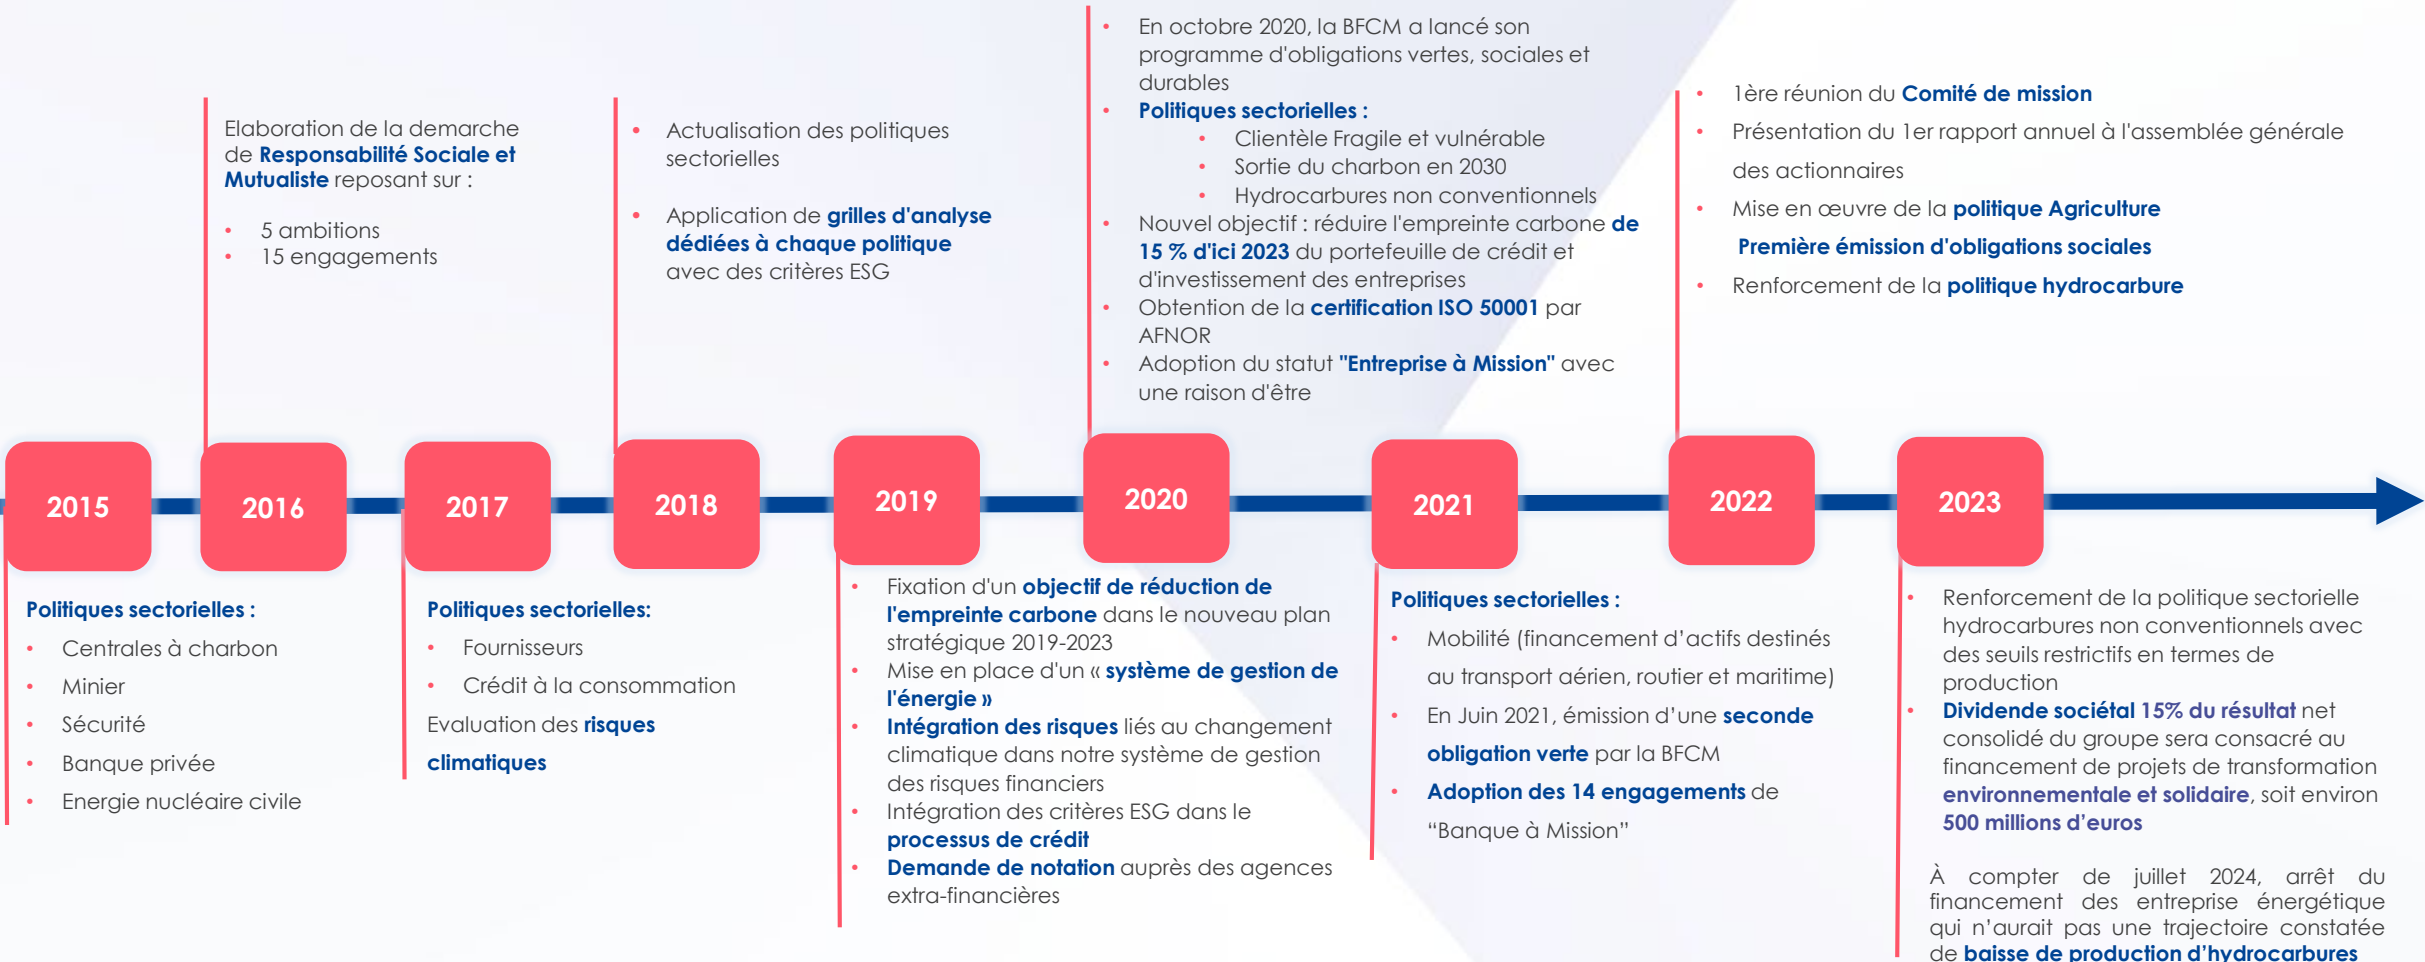 Elaboration de la demarche
de Responsabilité Sociale et
Mutualiste reposant sur :
• 5 ambitions
• 15 engagements
• Actualisation des politiques
sectorielles
• Application de grilles d'analyse
dédiées à chaque politique
avec des critères ESG
• En octobre 2020, la BFCM a lancé son
programme d'obligations vertes, sociales et
durables
• Politiques sectorielles :
• Clientèle Fragile et vulnérable
• Sortie du charbon en 2030
• Hydrocarbures non conventionnels
• Nouvel objectif : réduire l'empreinte carbone de
15 % d'ici 2023 du portefeuille de crédit et
d'investissement des entreprises
• Obtention de la certification ISO 50001 par
AFNOR
• Adoption du statut "Entreprise à Mission" avec
une raison d'être
• 1ère réunion du Comité de mission
• Présentation du 1er rapport annuel à l'assemblée générale
des actionnaires
• Mise en œuvre de la politique Agriculture
Première émission d'obligations sociales
• Renforcement de la politique hydrocarbure
2015
2016
2017
2018
2019
2020
2021
2022
2023
Politiques sectorielles :
• Centrales à charbon
• Minier
• Sécurité
• Banque privée
• Energie nucléaire civile
Politiques sectorielles:
• Fournisseurs
• Crédit à la consommation
Evaluation des risques
climatiques
• Fixation d'un objectif de réduction de
l'empreinte carbone dans le nouveau plan
stratégique 2019-2023
• Mise en place d'un « système de gestion de
l'énergie »
• Intégration des risques liés au changement
climatique dans notre système de gestion
des risques financiers
• Intégration des critères ESG dans le
processus de crédit
• Demande de notation auprès des agences
extra-financières
Politiques sectorielles :
• Mobilité (financement d’actifs destinés
au transport aérien, routier et maritime)
• En Juin 2021, émission d’une seconde
obligation verte par la BFCM
• Adoption des 14 engagements de
“Banque à Mission”
• Renforcement de la politique sectorielle
hydrocarbures non conventionnels avec
des seuils restrictifs en termes de
production
• Dividende sociétal 15% du résultat net
consolidé du groupe sera consacré au
financement de projets de transformation
environnementale et solidaire, soit environ
500 millions d’euros
À compter de juillet 2024, arrêt du
financement des entreprise énergétique
qui n’aurait pas une trajectoire constatée
de baisse de production d’hydrocarbures